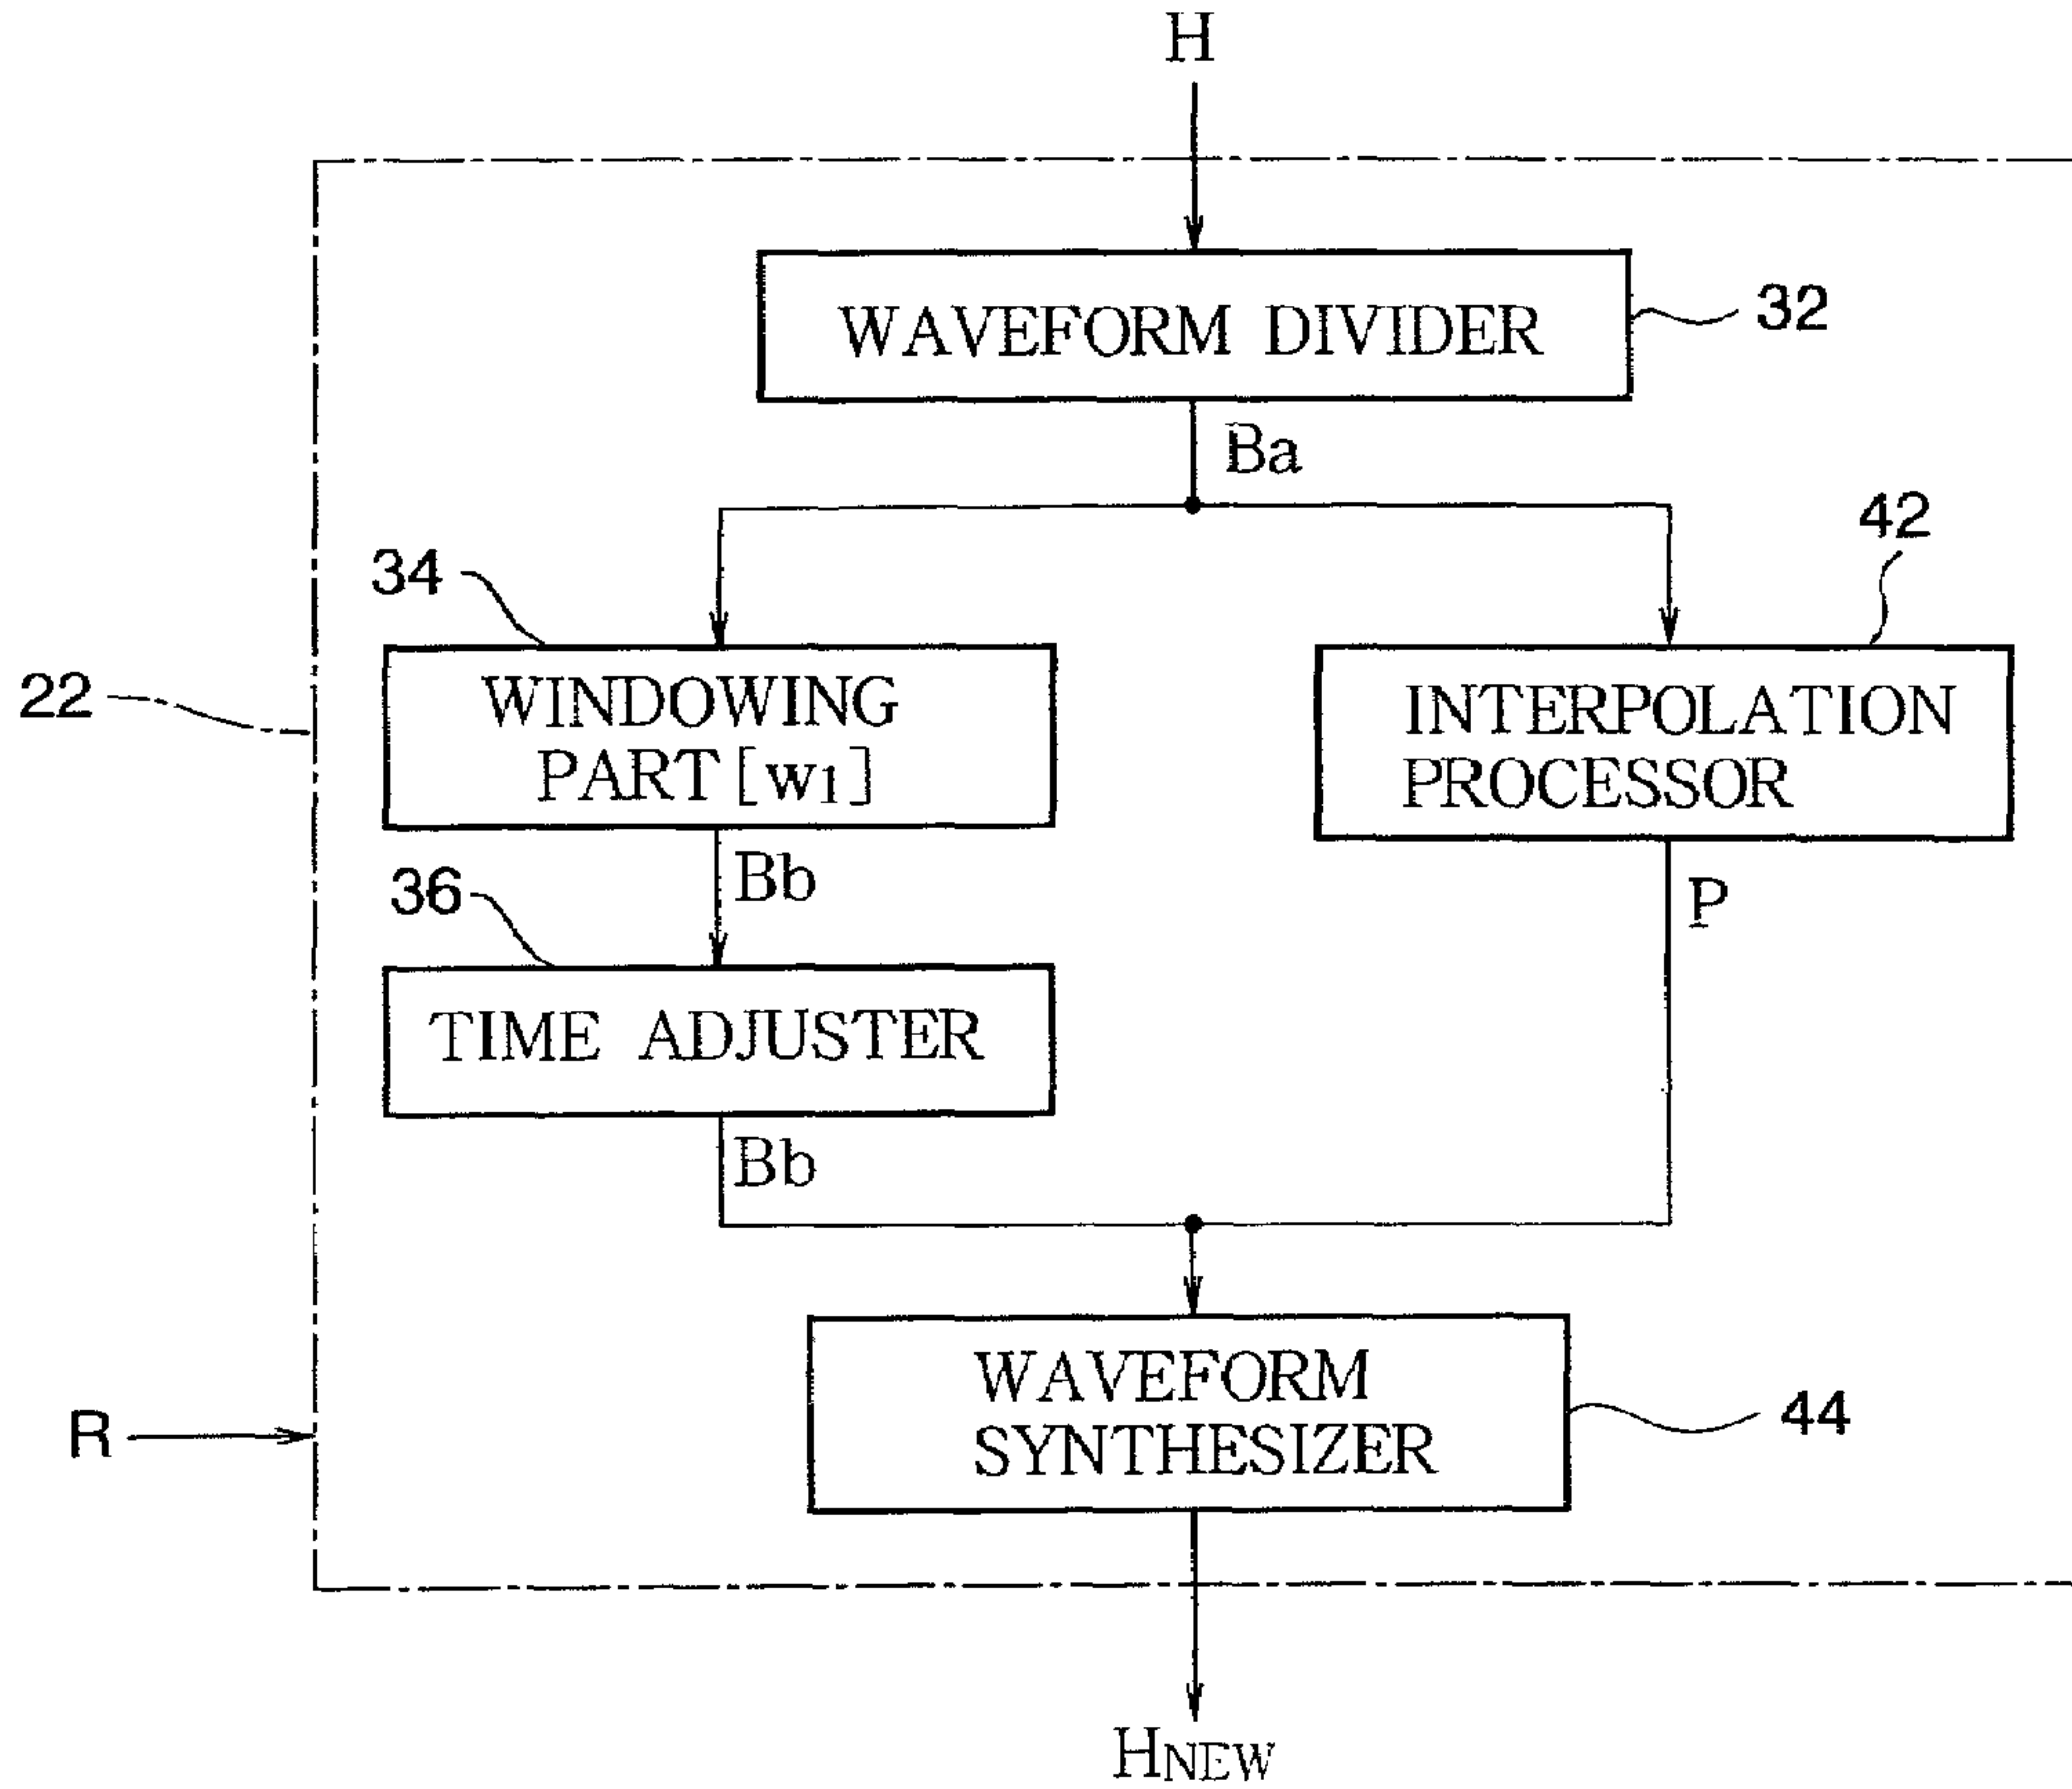 H
WAVEFORM DIVIDER
32
Ba
42
34
22
WINDOWING
PART[w1]
INTERPOLATION
PROCESSOR
Bb
P
36
TIME ADJUSTER
Bb
WAVEFORM
SYNTHESIZER
44
R
HNEW